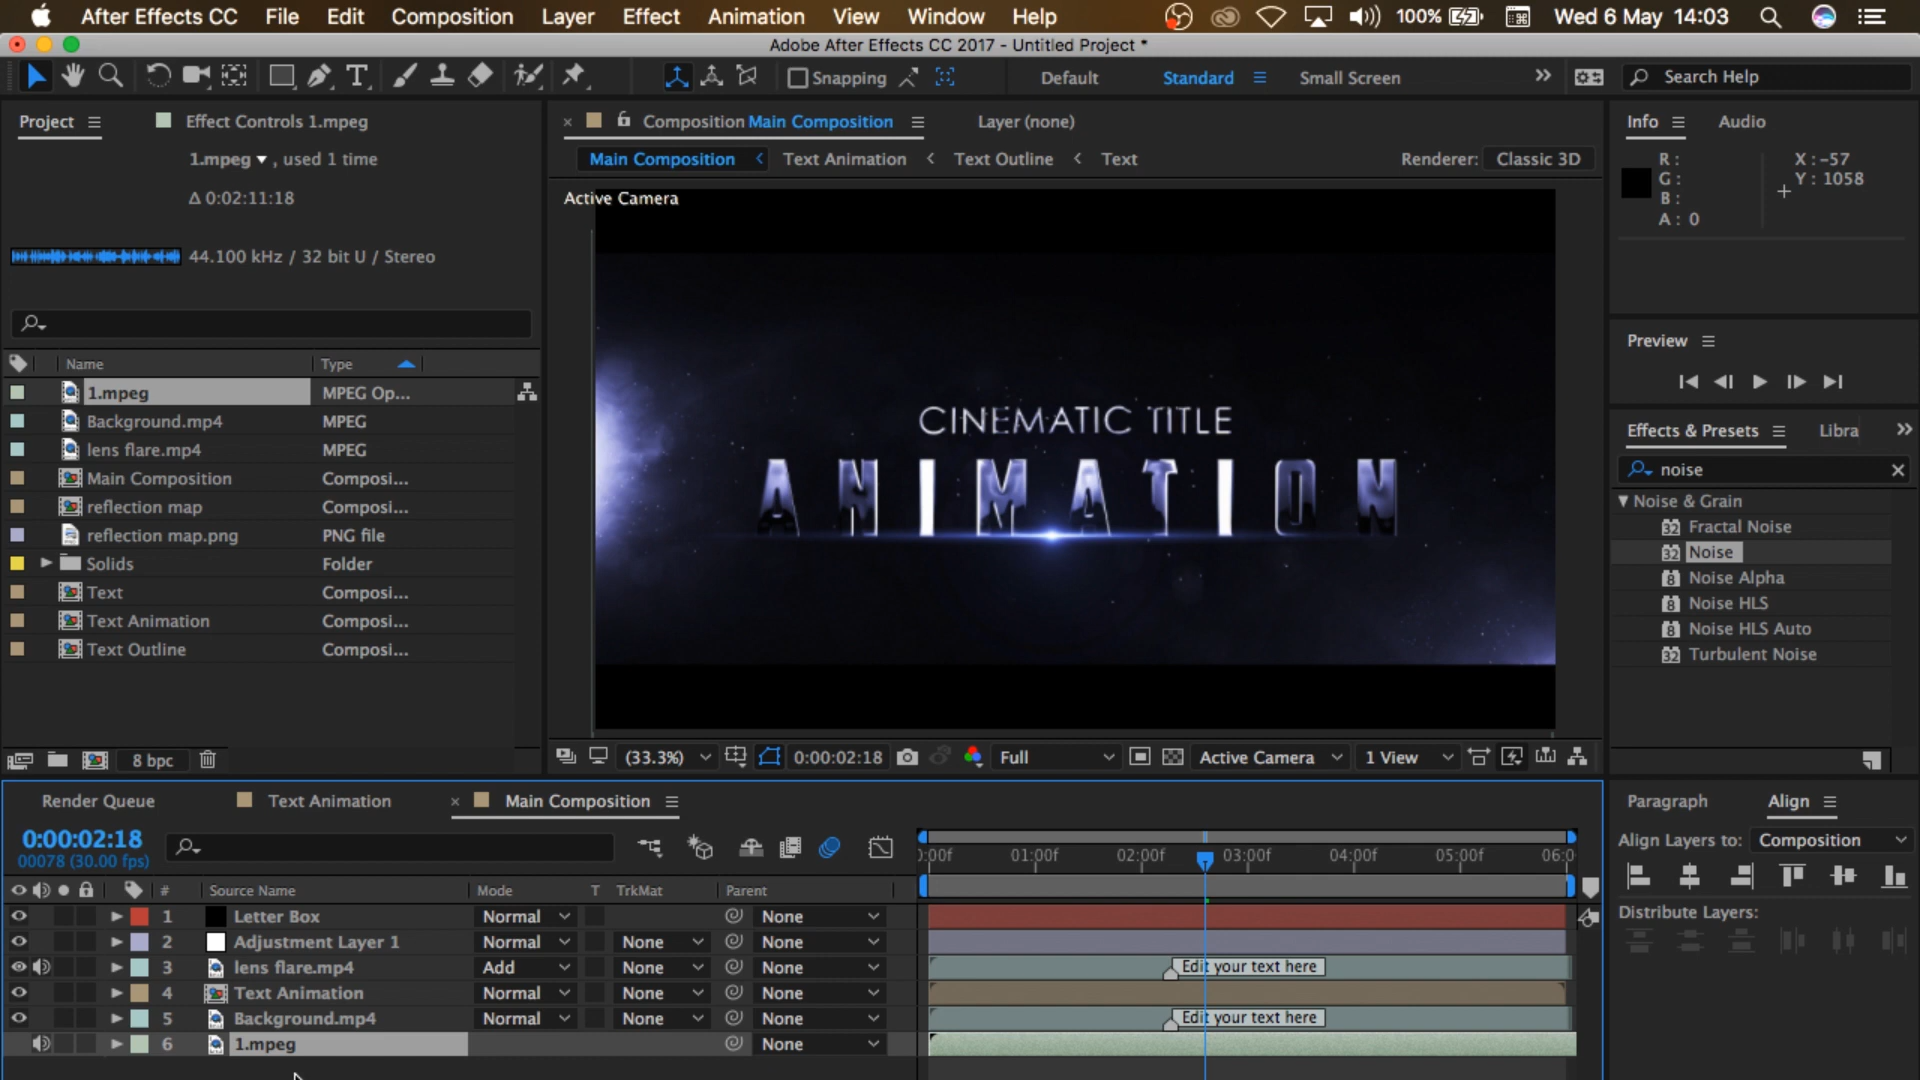 After Effects CC File Edit Composition Layer Effect Animation View Window Help 100% Wed 6 May 14:03
Adobe After Effects CC 2017 - Untitled Project *
Snapping Default Standard Small Screen Search Help
Project Effect Controls 1.mpeg
1.mpeg , used 1 time
Δ 0:02:11:18
44.100 kHz / 32 bit U / Stereo
Name Type
1.mpeg MPEG Op...
Background.mp4 MPEG
lens flare.mp4 MPEG
Main Composition Composi...
reflection map Composi...
reflection map.png PNG file
Solids Folder
Text Composi...
Text Animation Composi...
Text Outline Composi...
8 bpc
Composition Main Composition Layer (none)
Main Composition Text Animation Text Outline Text Renderer: Classic 3D
Active Camera
CINEMATIC TITLE
ANIMATION
(33.3%) 0:00:02:18 Full Active Camera 1 View
Info Audio
R : X : -57
G : Y : 1058
B :
A : 0
Preview
Effects & Presets Libra
noise
Noise & Grain
32 Fractal Noise
32 Noise
8 Noise Alpha
8 Noise HLS
8 Noise HLS Auto
32 Turbulent Noise
Render Queue Text Animation Main Composition
0:00:02:18
00078 (30.00 fps)
):00f 01:00f 02:00f 03:00f 04:00f 05:00f 06:0
# Source Name Mode T TrkMat Parent
1 Letter Box Normal None
2 Adjustment Layer 1 Normal None None
3 lens flare.mp4 Add None None Edit your text here
4 Text Animation Normal None None
5 Background.mp4 Normal None None Edit your text here
6 1.mpeg None
Paragraph Align
Align Layers to: Composition
Distribute Layers: